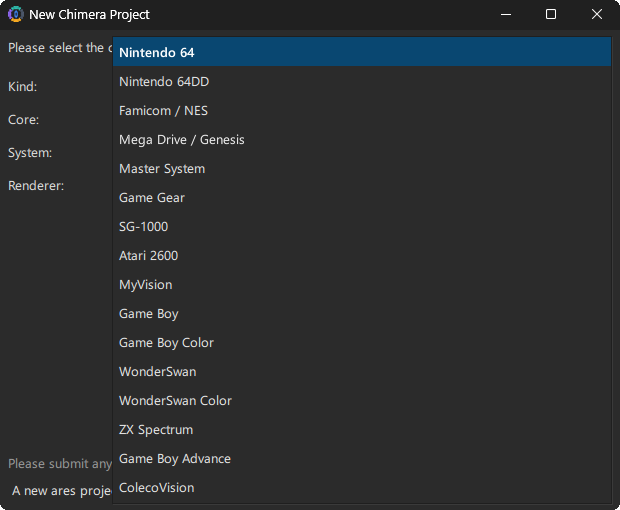 New Chimera Project
Please select the
Kind:
Core:
System:
Renderer:
Nintendo 64
Nintendo 64DD
Famicom / NES
Mega Drive / Genesis
Master System
Game Gear
SG-1000
Atari 2600
MyVision
Game Boy
Game Boy Color
WonderSwan
WonderSwan Color
ZX Spectrum
Game Boy Advance
ColecoVision
Please submit any
A new ares